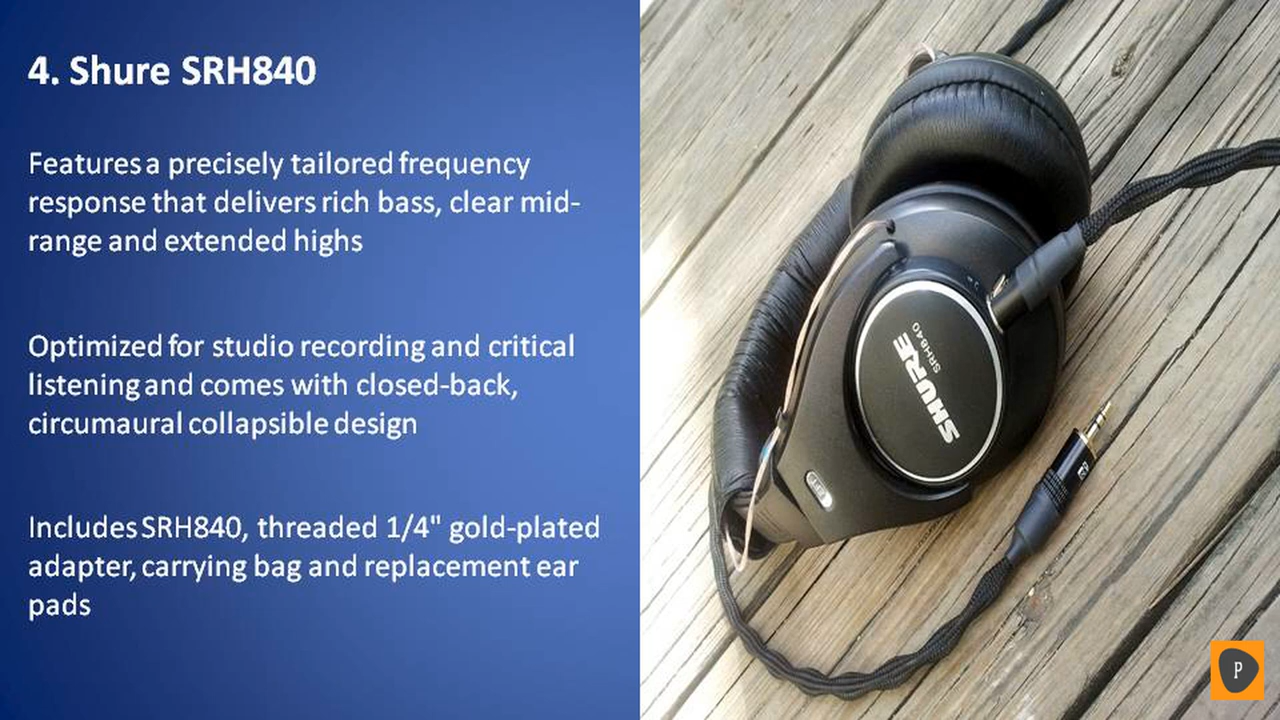 4. Shure SRH840
Features a precisely tailored frequency
response that delivers rich bass, clear mid-
range and extended highs
Optimized for studio recording and critical
listening and comes with closed-back,
circumaural collapsible design
Includes SRH840, threaded 1/4" gold-plated
adapter, carrying bag and replacement ear
pads
SHURE
SRH840
P